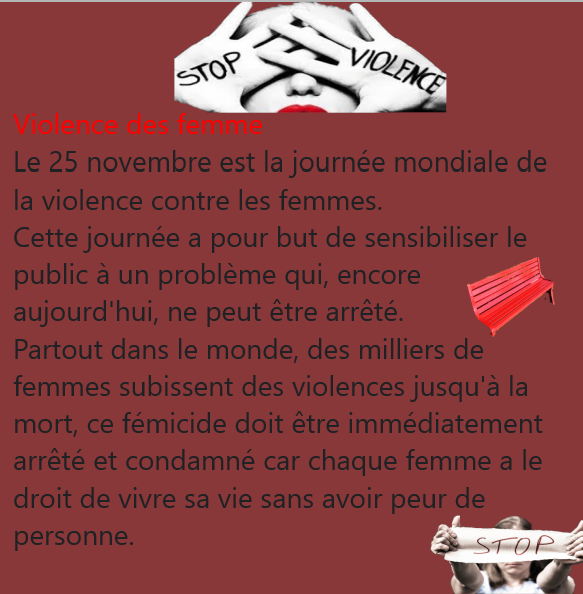 STOP VIOLENCE
Violence des femme
Le 25 novembre est la journée mondiale de
la violence contre les femmes.
Cette journée a pour but de sensibiliser le
public à un problème qui, encore
aujourd'hui, ne peut être arrêté.
Partout dans le monde, des milliers de
femmes subissent des violences jusqu'à la
mort, ce fémicide doit être immédiatement
arrêté et condamné car chaque femme a le
droit de vivre sa vie sans avoir peur de
personne.
STOP